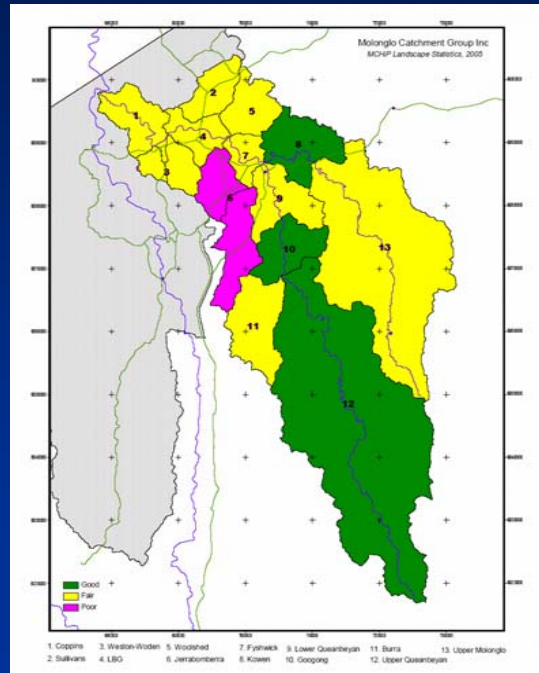 Molonglo Catchment Group Inc
MCHiP Landscape Statistics, 2005
2
1
5
4
8
7
3
6
9
10
13
11
12
Good
Fair
Poor
1. Coppins 3. Weston-Woden 5. Woolshed 7. Fyshwick 9. Lower Queanbeyan 11. Burra 13. Upper Molonglo
2. Sullivans 4. LBG 6. Jerrabomberra 8. Kowen 10. Googong 12. Upper Queanbeyan